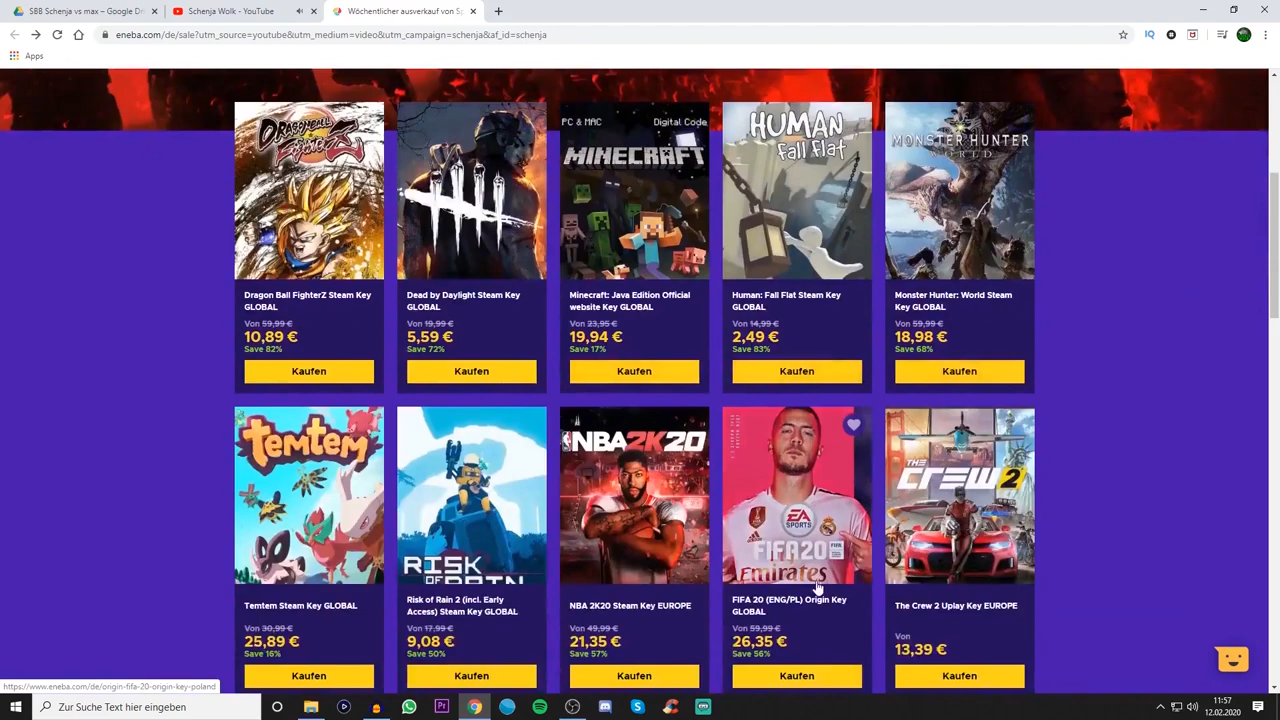 SBB Schenja vs max – Google Dri
Schenja Wolk - YouTube
Wöchentlicher ausverkauf von Sp
eneba.com/de/sale?utm_source=youtube&utm_medium=video&utm_campaign=schenja&af_id=schenja
IQ
Apps
DRAGONBALL FIGHTERZ
PC & MAC Digital Code
MINECRAFT
HUMAN
Fall Flat
MONSTER HUNTER
WORLD
Dragon Ball FighterZ Steam Key
GLOBAL
Von 59,99 €
10,89 €
Save 82%
Kaufen
Dead by Daylight Steam Key
GLOBAL
Von 19,99 €
5,59 €
Save 72%
Kaufen
Minecraft: Java Edition Official
website Key GLOBAL
Von 23,95 €
19,94 €
Save 17%
Kaufen
Human: Fall Flat Steam Key
GLOBAL
Von 14,99 €
2,49 €
Save 83%
Kaufen
Monster Hunter: World Steam
Key GLOBAL
Von 59,99 €
18,98 €
Save 68%
Kaufen
temtem
RISK
OF RAIN
NBA2K20
EA
SPORTS
FIFA20
Emirates
THE
CREW 2
Temtem Steam Key GLOBAL
Von 30,99 €
25,89 €
Save 16%
Kaufen
Risk of Rain 2 (incl. Early
Access) Steam Key GLOBAL
Von 17,99 €
9,08 €
Save 50%
Kaufen
NBA 2K20 Steam Key EUROPE
Von 49,99 €
21,35 €
Save 57%
Kaufen
FIFA 20 (ENG/PL) Origin Key
GLOBAL
Von 59,99 €
26,35 €
Save 56%
Kaufen
The Crew 2 Uplay Key EUROPE
Von
13,39 €
Kaufen
https://www.eneba.com/de/origin-fifa-20-origin-key-poland
Zur Suche Text hier eingeben
Pr
11:57
12.02.2020